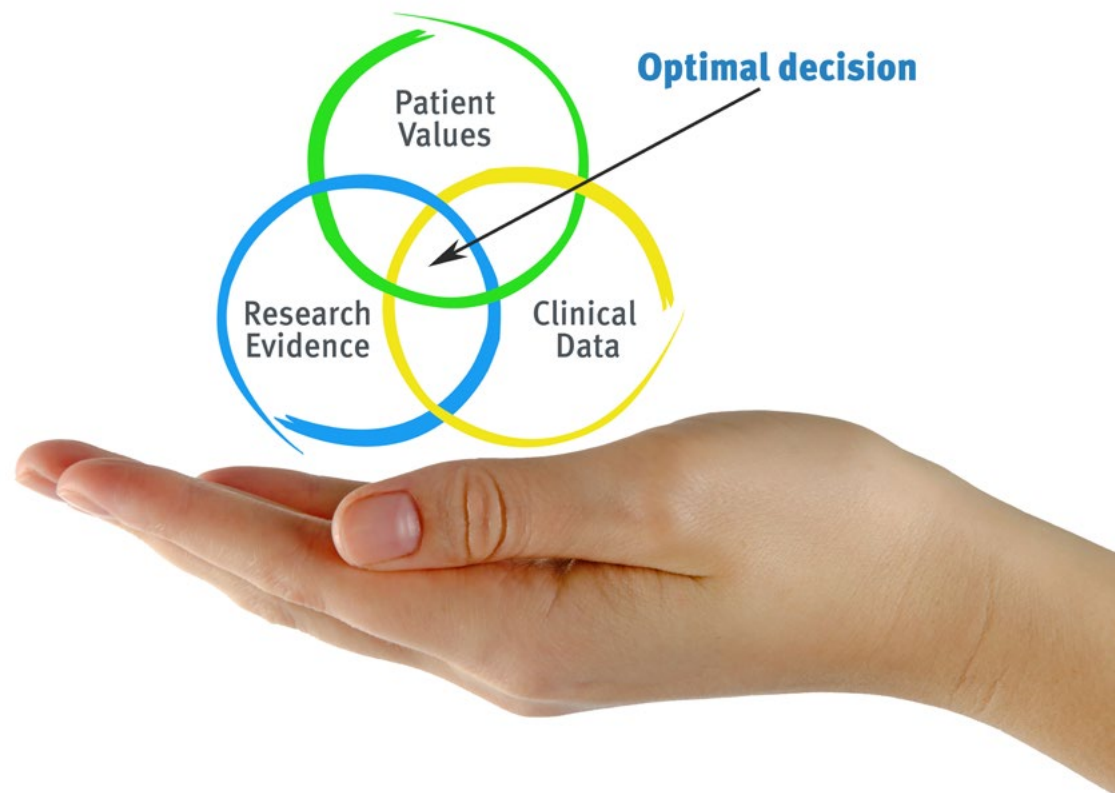 Optimal decision
Patient
Values
Research
Evidence
Clinical
Data